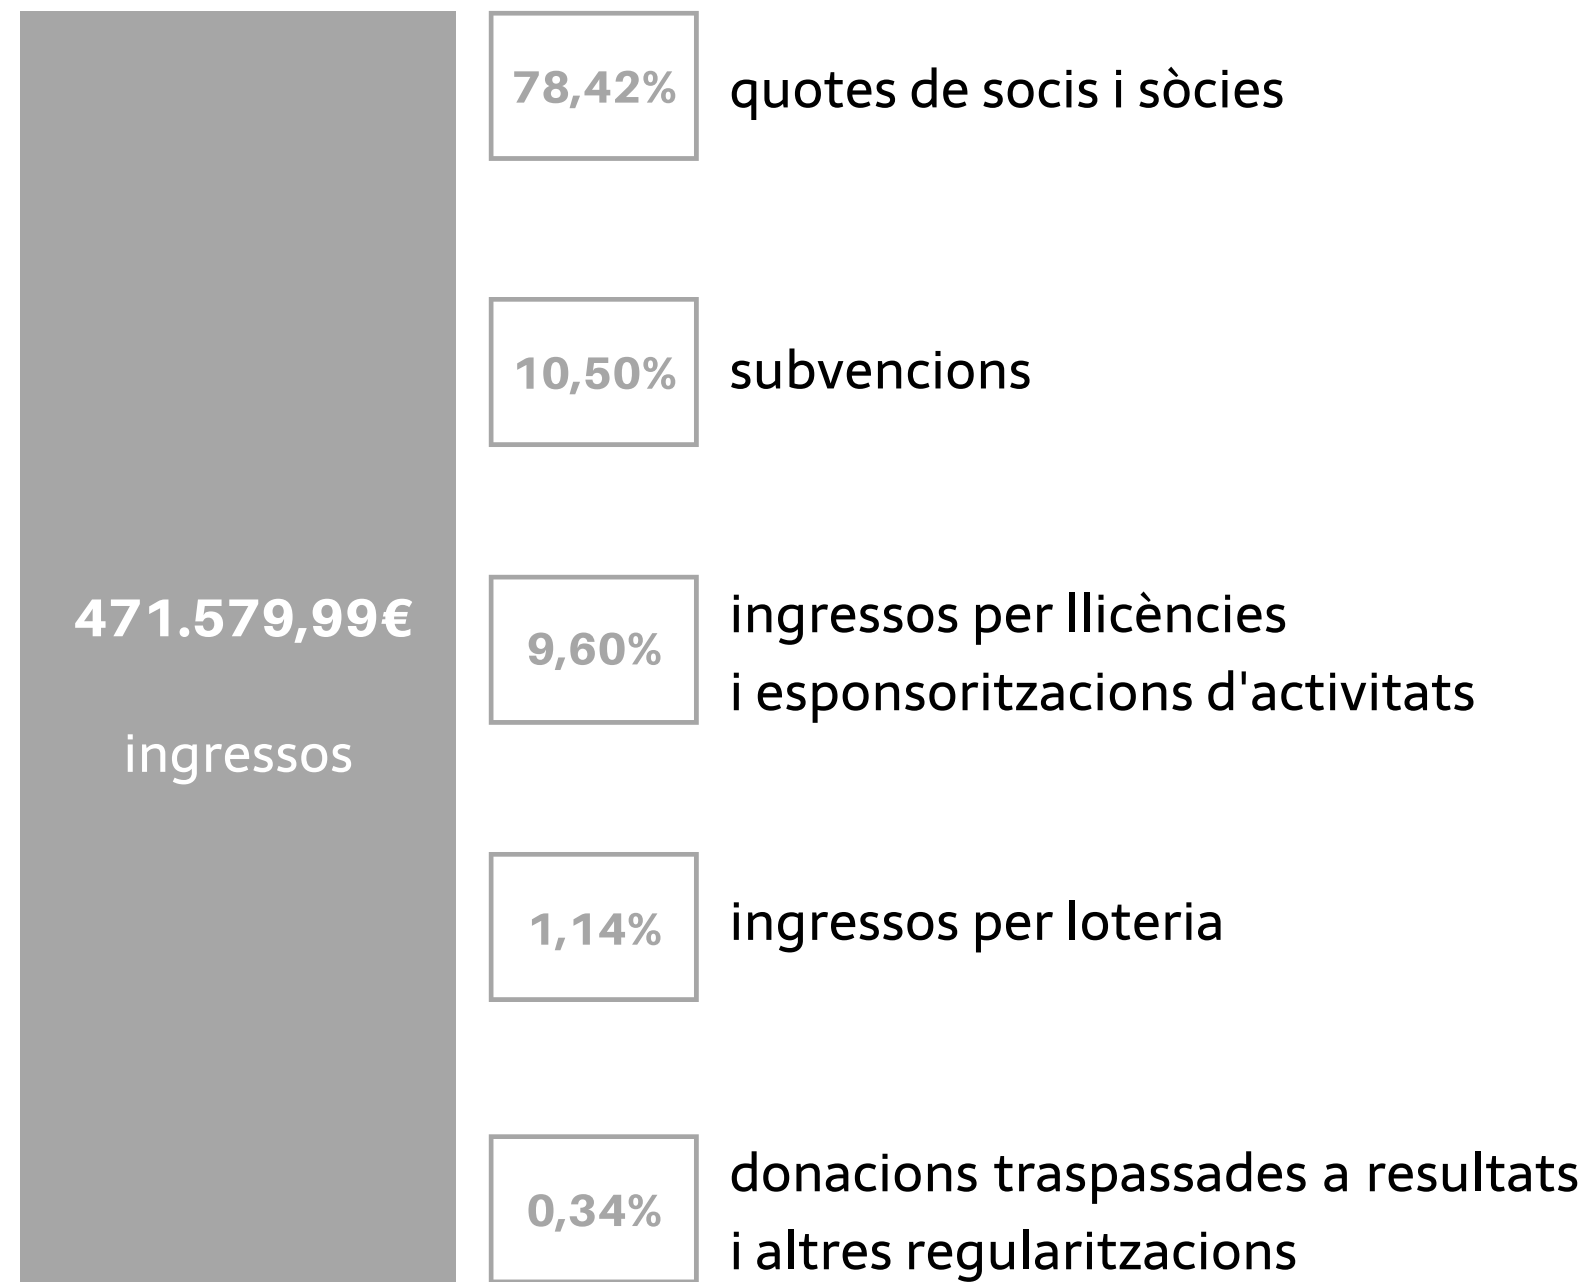 471.579,99€
ingressos
78,42%
quotes de socis i sòcies
10,50%
subvencions
9,60%
ingressos per llicències
i esponsoritzacions d'activitats
1,14%
ingressos per loteria
0,34%
donacions traspassades a resultats
i altres regularitzacions